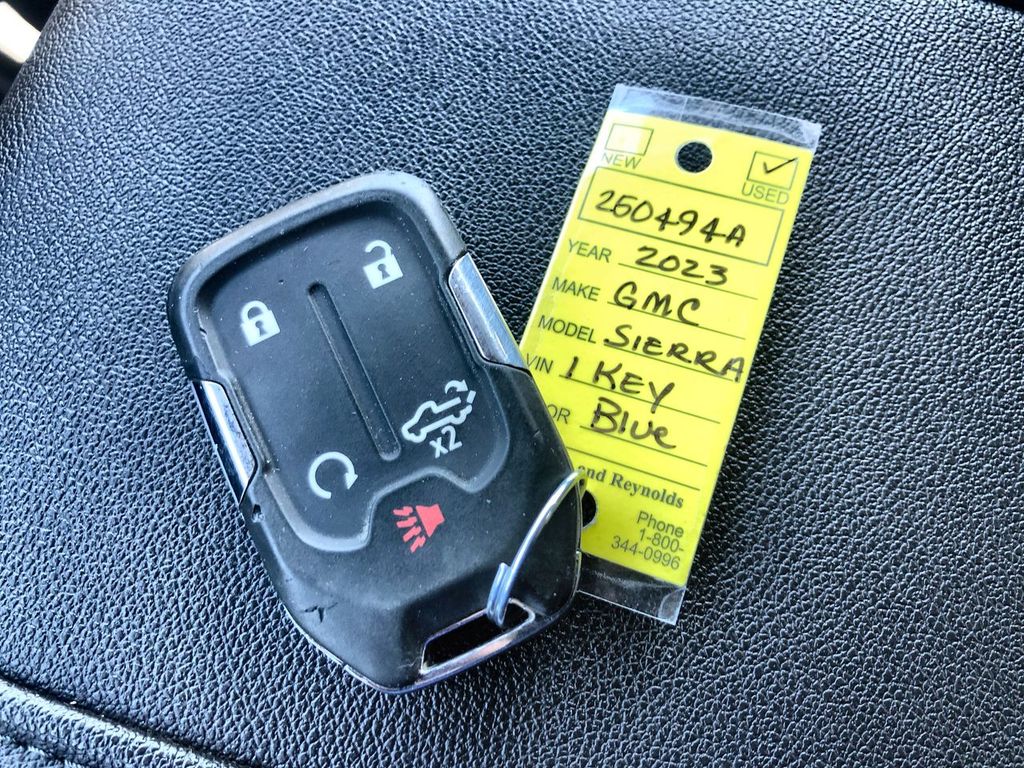 NEW
USED
250494A
YEAR 2023
MAKE GMC
MODEL SIERRA
VIN 1 KEY
OR Blue
and Reynolds
Phone
1-800-
344-0996
x2